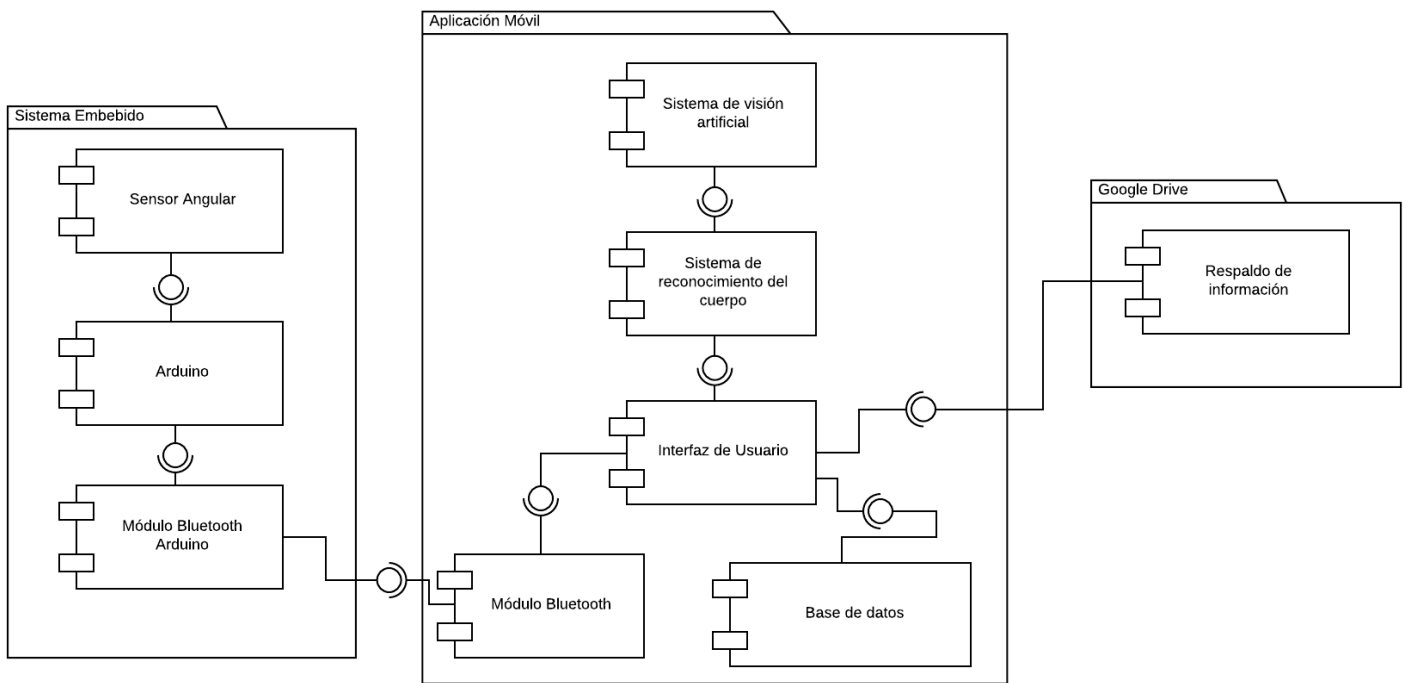 Sistema Embebido
Sensor Angular
Arduino
Módulo Bluetooth
Arduino
Aplicación Móvil
Sistema de visión
artificial
Sistema de
reconocimiento del
cuerpo
Interfaz de Usuario
Módulo Bluetooth
Base de datos
Google Drive
Respaldo de
información